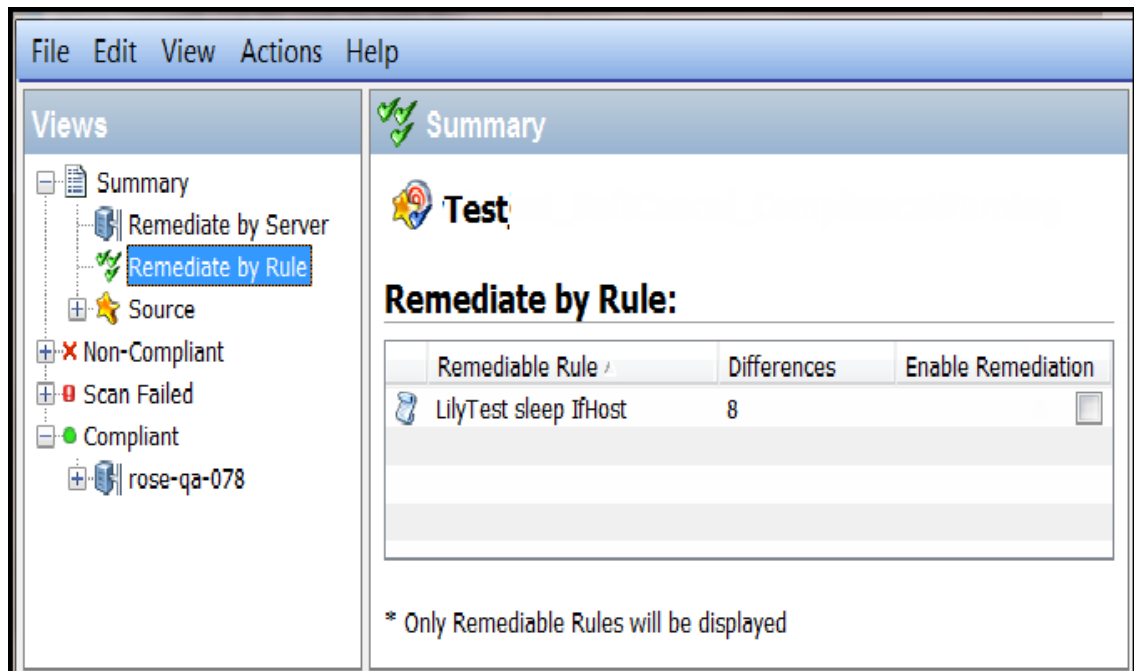 File Edit View Actions Help
Views
Summary
Remediate by Server
Remediate by Rule
Source
Non-Compliant
Scan Failed
Compliant
rose-qa-078
Summary
Test
Remediate by Rule:
Remediable Rule Differences Enable Remediation
LilyTest sleep IfHost 8
* Only Remediable Rules will be displayed